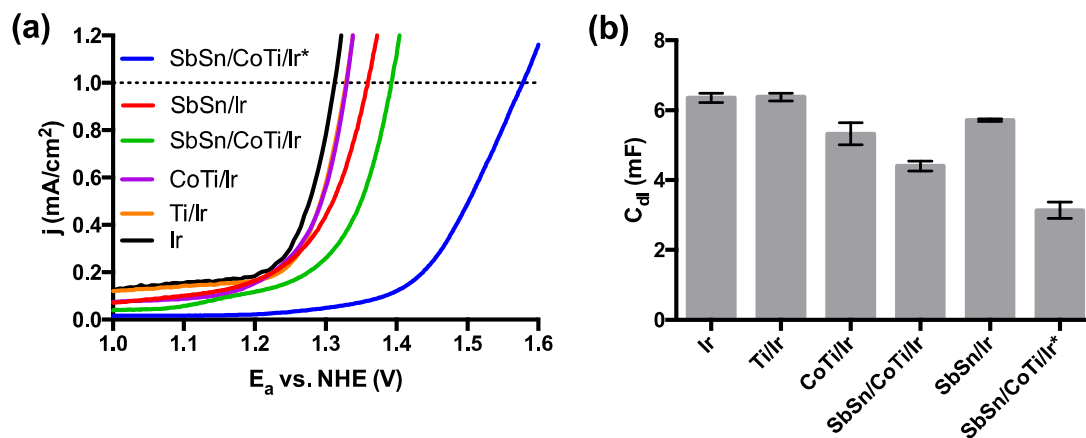 (a)
j (mA/cm²)
1.2
1.0
0.8
0.6
0.4
0.2
0.0
SbSn/CoTi/Ir*
SbSn/Ir
SbSn/CoTi/Ir
CoTi/Ir
Ti/Ir
Ir
1.0 1.1 1.2 1.3 1.4 1.5 1.6
E_a vs. NHE (V)
(b)
C_dl (mF)
8
6
4
2
0
Ir
Ti/Ir
CoTi/Ir
SbSn/CoTi/Ir
SbSn/Ir
SbSn/CoTi/Ir*